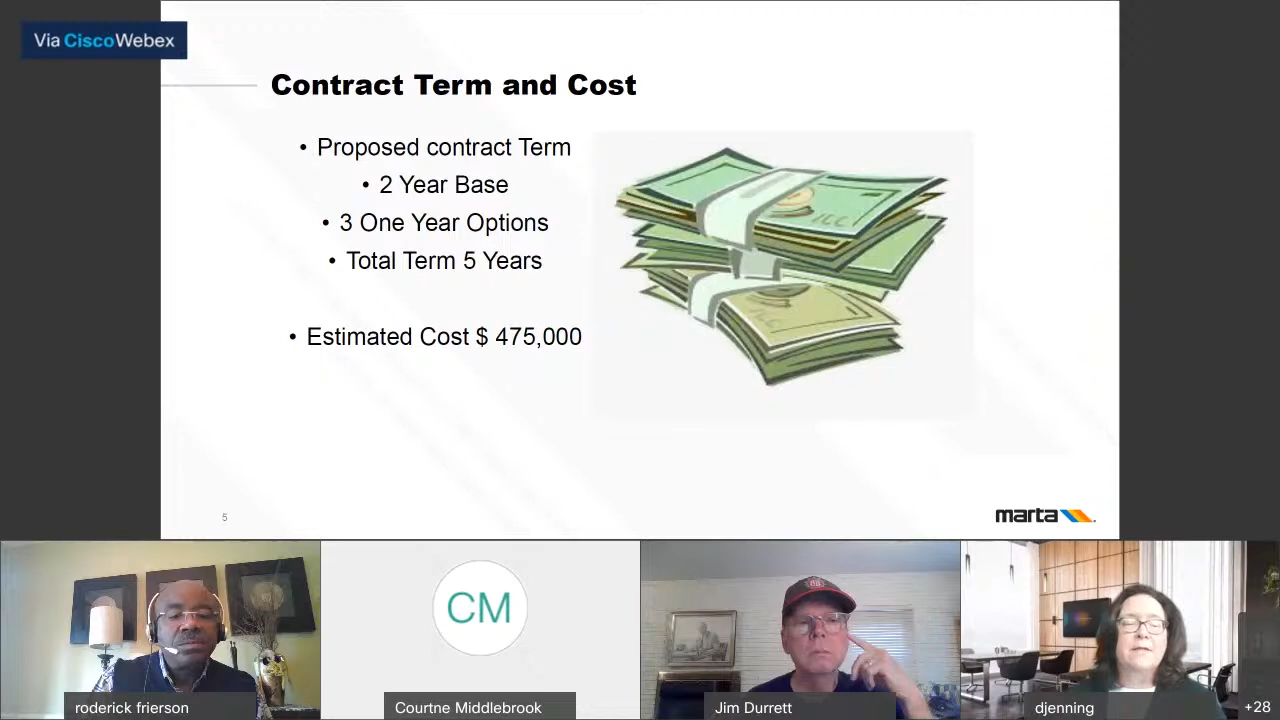 Via CiscoWebex
Contract Term and Cost
• Proposed contract Term
• 2 Year Base
• 3 One Year Options
• Total Term 5 Years
• Estimated Cost $ 475,000
5
marta
CM
roderick frierson
Courtne Middlebrook
Jim Durrett
djenning
+28